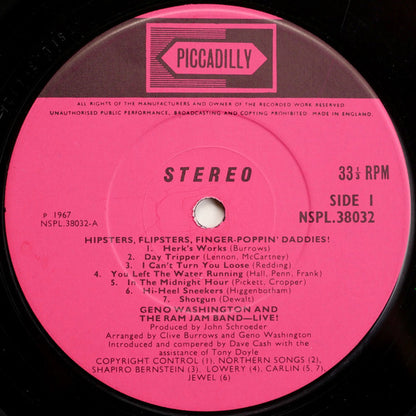 PICCADILLY
ALL RIGHTS OF THE MANUFACTURERS AND OWNER OF THE RECORDED WORK RESERVED.
UNAUTHORISED PUBLIC PERFORMANCE, BROADCASTING AND COPYING PROHIBITED MADE IN ENGLAND.
STEREO
33⅓ RPM
SIDE 1
NSPL.38032
P 1967
NSPL.38032-A
HIPSTERS, FLIPSTERS, FINGER-POPPIN' DADDIES!
1. Herk's Works (Burrows)
2. Day Tripper (Lennon, McCartney)
3. I Can't Turn You Loose (Redding)
4. You Left The Water Running (Hall, Penn, Frank)
5. In The Midnight Hour (Pickett, Cropper)
6. Hi-Heel Sneekers (Higgenbotham)
7. Shotgun (Dewalt)
GENO WASHINGTON AND
THE RAM JAM BAND—LIVE!
Produced by John Schroeder
Arranged by Clive Burrows and Geno Washington
Introduced and compered by Dave Cash with the
assistance of Tony Doyle
COPYRIGHT CONTROL (1), NORTHERN SONGS (2),
SHAPIRO BERNSTEIN (3), LOWERY (4), CARLIN (5, 7),
JEWEL (6)